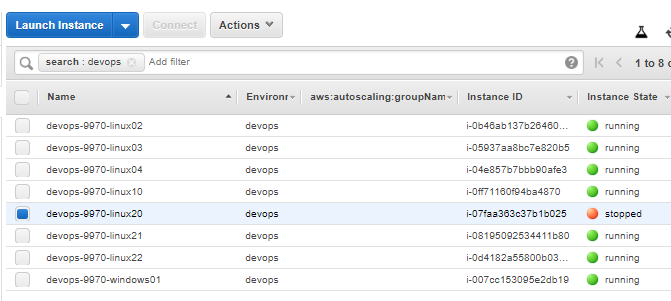 Launch Instance Connect Actions
search : devops Add filter 1 to 8
Name Environr aws:autoscaling:groupNam Instance ID Instance State
devops-9970-linux02 devops i-0b46ab137b26460... running
devops-9970-linux03 devops i-05937aa8bc7e820b5 running
devops-9970-linux04 devops i-04e857b7bbb90afe3 running
devops-9970-linux10 devops i-0ff71160f94ba4870 running
devops-9970-linux20 devops i-07faa363c37b1b025 stopped
devops-9970-linux21 devops i-08195092534411b80 running
devops-9970-linux22 devops i-0d4182a55800b03... running
devops-9970-windows01 devops i-007cc153095e2db19 running